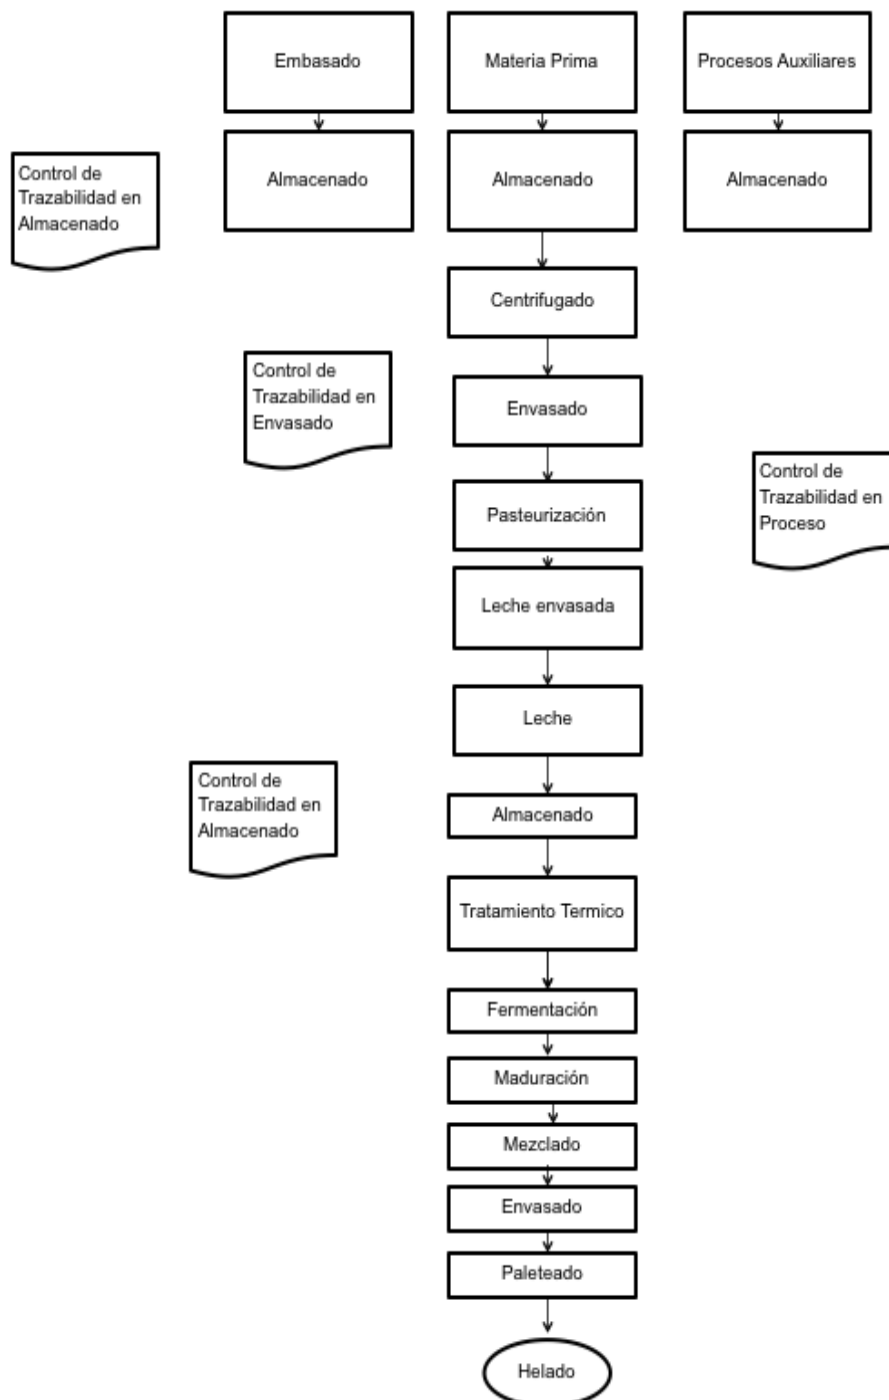 Embasado
Materia Prima
Procesos Auxiliares
Control de
Trazabilidad en
Almacenado
Almacenado
Almacenado
Almacenado
Centrifugado
Control de
Trazabilidad en
Envasado
Envasado
Control de
Trazabilidad en
Proceso
Pasteurización
Leche envasada
Leche
Control de
Trazabilidad en
Almacenado
Almacenado
Tratamiento Termico
Fermentación
Maduración
Mezclado
Envasado
Paleteado
Helado